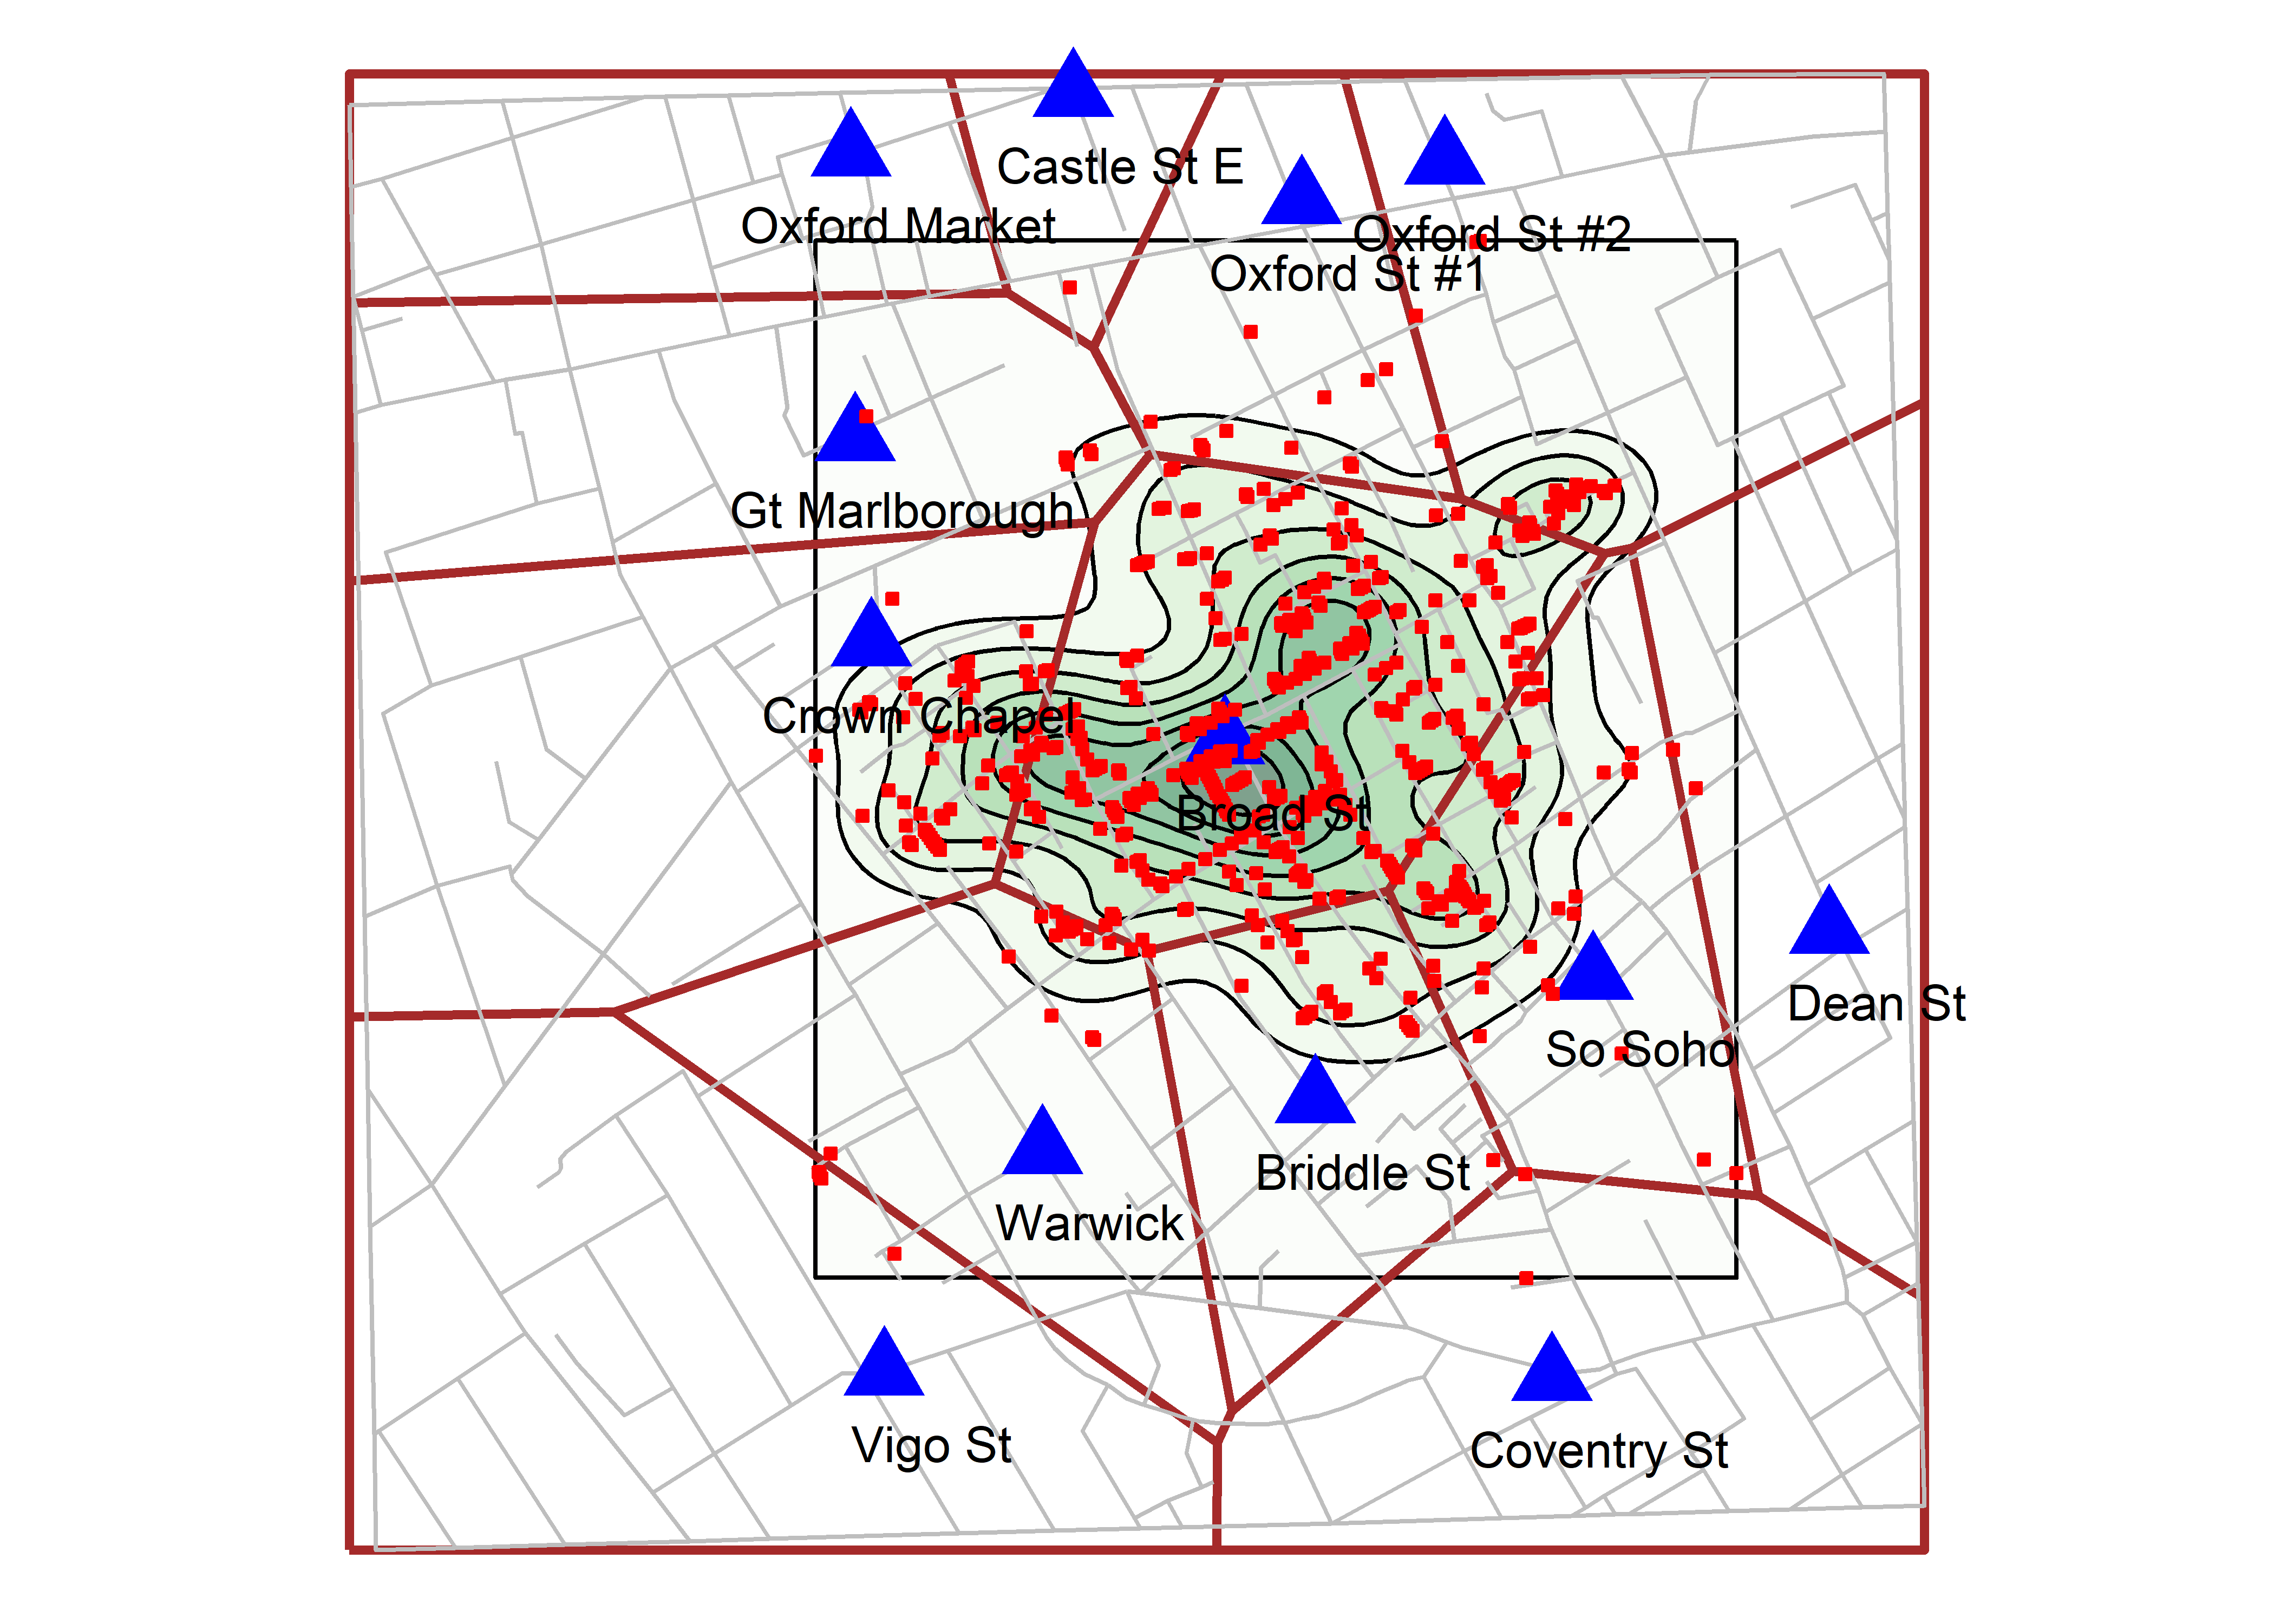 Castle St E
Oxford Market
Oxford St #2
Oxford St #1
Gt Marlborough
Crown Chapel
Broad St
Dean St
So Soho
Briddle St
Warwick
Vigo St
Coventry St